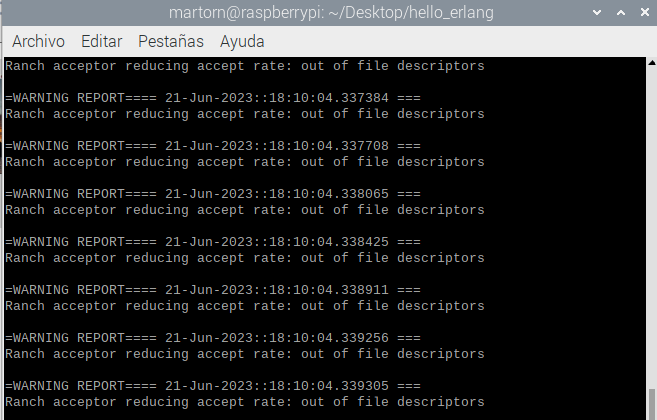 martorn@raspberrypi: ~/Desktop/hello_erlang
Archivo Editar Pestañas Ayuda
Ranch acceptor reducing accept rate: out of file descriptors
=WARNING REPORT==== 21-Jun-2023::18:10:04.337384 ===
Ranch acceptor reducing accept rate: out of file descriptors
=WARNING REPORT==== 21-Jun-2023::18:10:04.337708 ===
Ranch acceptor reducing accept rate: out of file descriptors
=WARNING REPORT==== 21-Jun-2023::18:10:04.338065 ===
Ranch acceptor reducing accept rate: out of file descriptors
=WARNING REPORT==== 21-Jun-2023::18:10:04.338425 ===
Ranch acceptor reducing accept rate: out of file descriptors
=WARNING REPORT==== 21-Jun-2023::18:10:04.338911 ===
Ranch acceptor reducing accept rate: out of file descriptors
=WARNING REPORT==== 21-Jun-2023::18:10:04.339256 ===
Ranch acceptor reducing accept rate: out of file descriptors
=WARNING REPORT==== 21-Jun-2023::18:10:04.339305 ===
Ranch acceptor reducing accept rate: out of file descriptors